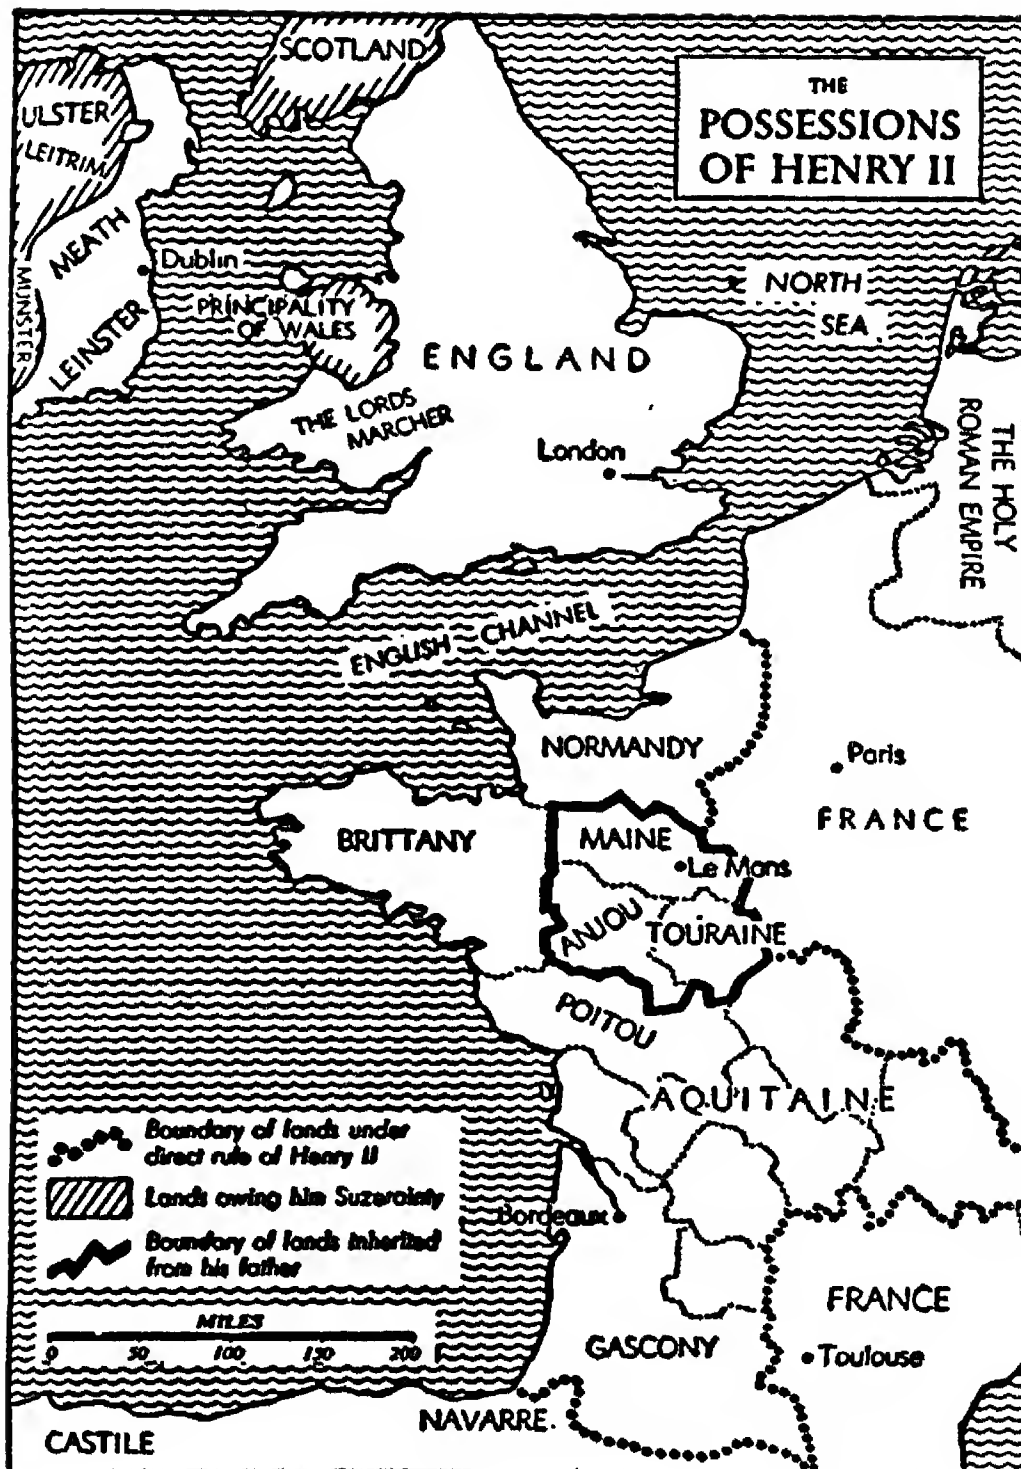 THE
POSSESSIONS
OF HENRY II
SCOTLAND
ULSTER
LEITRIM
MEATH
Dublin
MUNSTER
LEINSTER
PRINCIPALITY
OF WALES
NORTH
SEA
ENGLAND
THE LORDS
MARCHER
London
THE HOLY
ROMAN EMPIRE
ENGLISH CHANNEL
NORMANDY
Paris
FRANCE
BRITTANY
MAINE
Le Mans
ANJOU
TOURAINE
POITOU
AQUITAINE
Boundary of lands under
direct rule of Henry II
Lands owing him Suzerainty
Boundary of lands inherited
from his father
Bordeaux
MILES
0 50 100 150 200
FRANCE
GASCONY
Toulouse
NAVARRE.
CASTILE